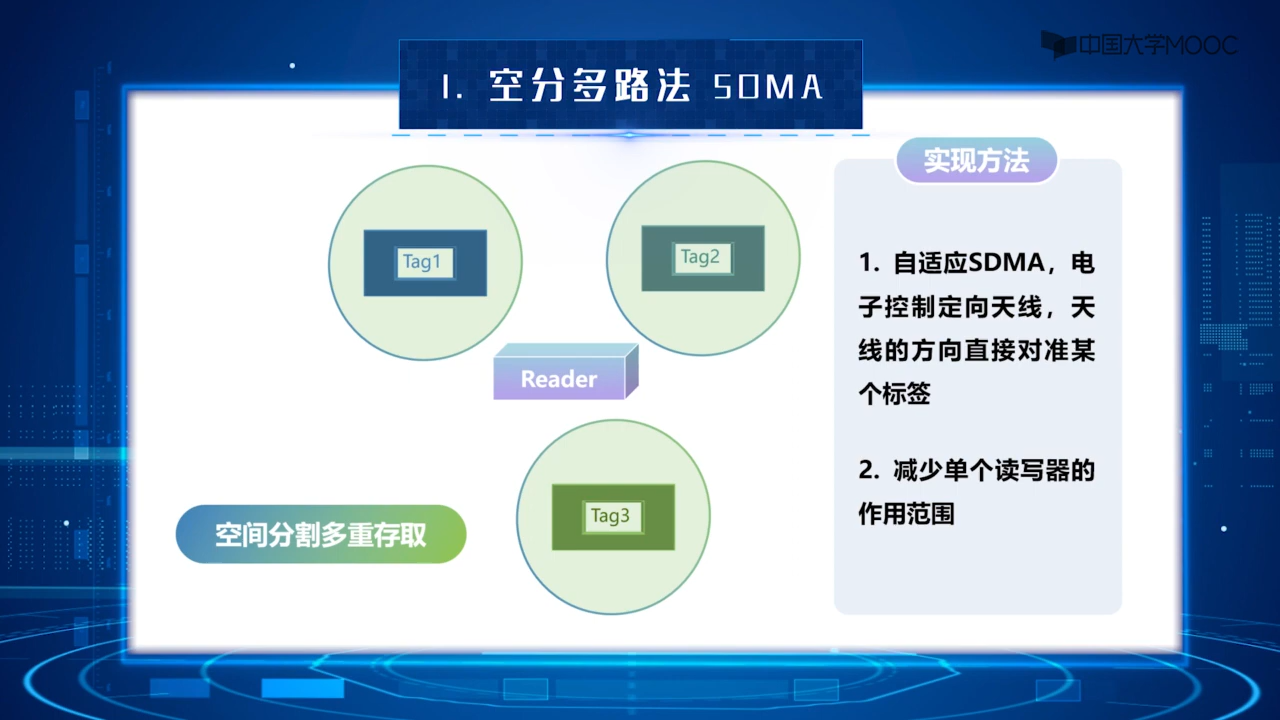 中国大学MOOC
1. 空分多路法 SDMA
实现方法
Tag1
Tag2
1. 自适应SDMA，电
子控制定向天线，天
线的方向直接对准某
个标签
Reader
2. 减少单个读写器的
作用范围
Tag3
空间分割多重存取